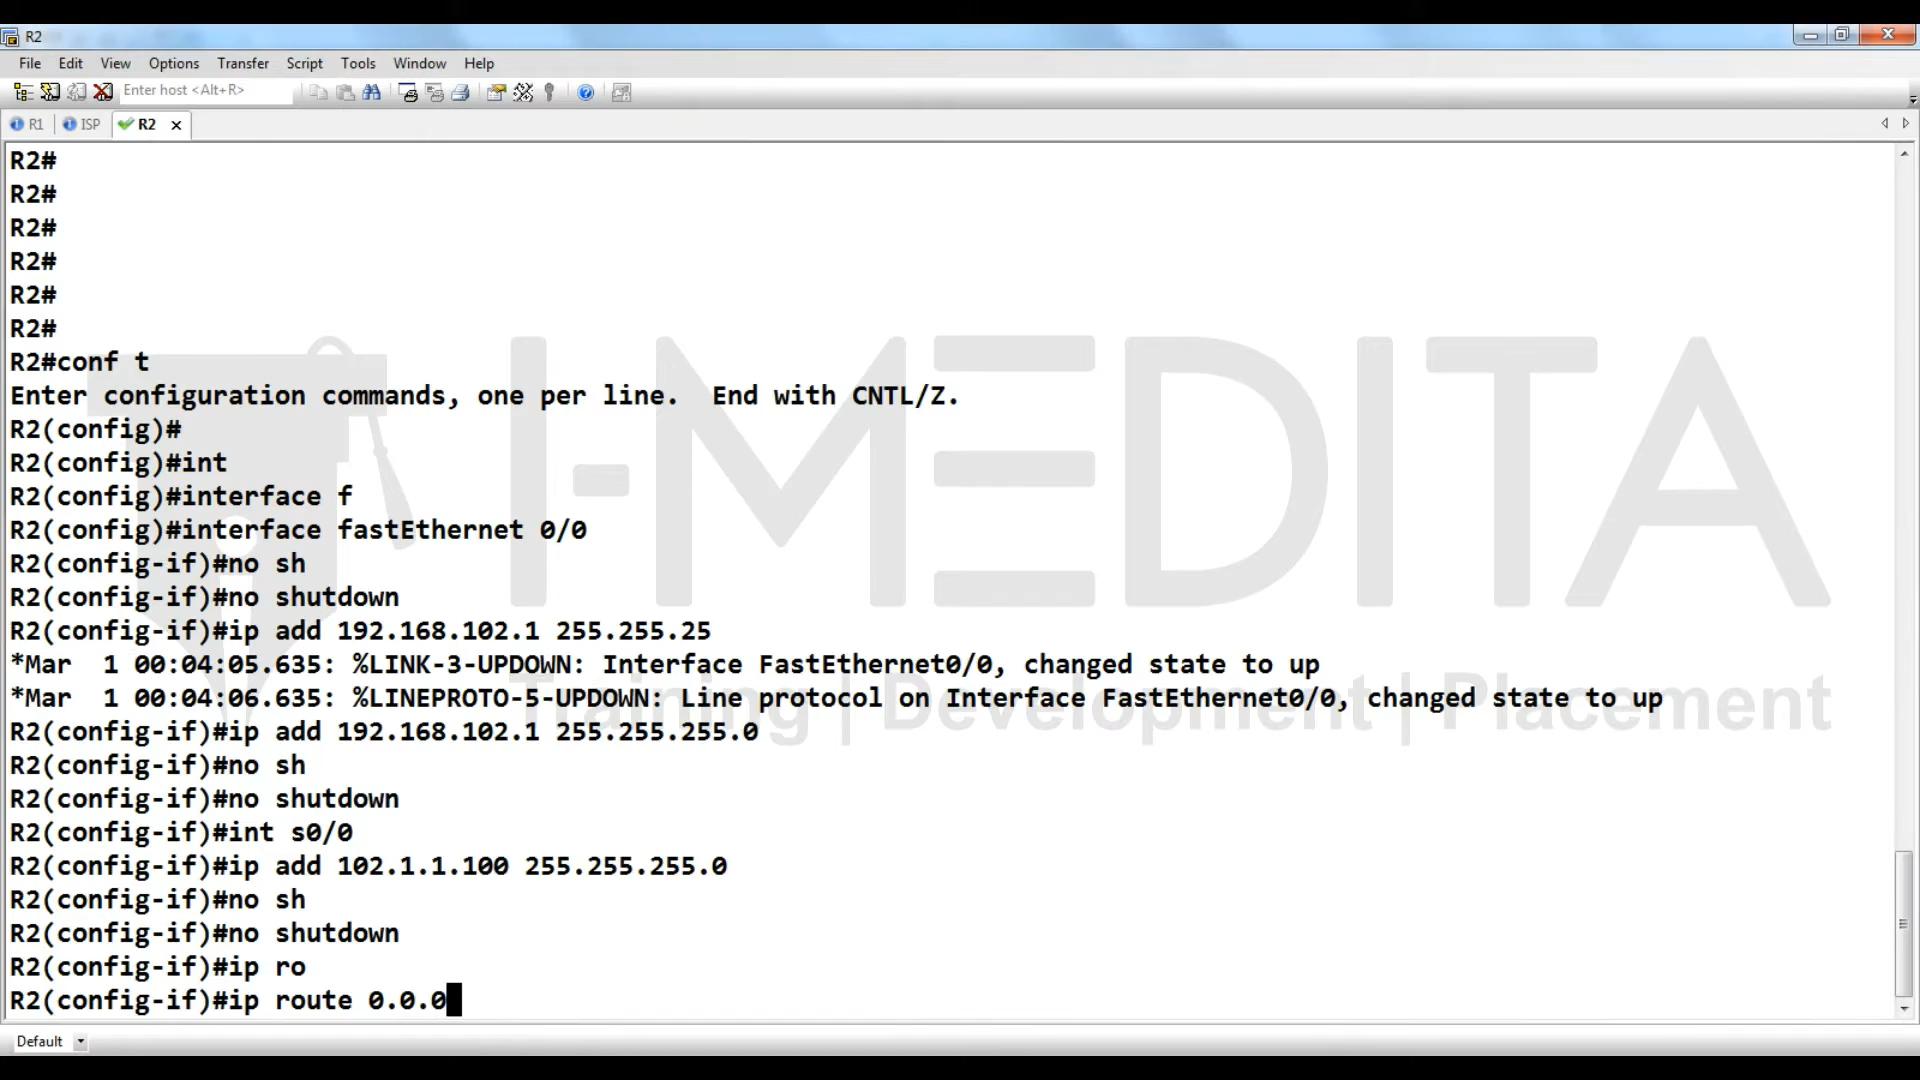 R2
File Edit View Options Transfer Script Tools Window Help
Enter host <Alt+R>
R1 ISP R2
R2#
R2#
R2#
R2#
R2#
R2#
R2#conf t
Enter configuration commands, one per line.  End with CNTL/Z.
R2(config)#
R2(config)#int
R2(config)#interface f
R2(config)#interface fastEthernet 0/0
R2(config-if)#no sh
R2(config-if)#no shutdown
R2(config-if)#ip add 192.168.102.1 255.255.25
*Mar  1 00:04:05.635: %LINK-3-UPDOWN: Interface FastEthernet0/0, changed state to up
*Mar  1 00:04:06.635: %LINEPROTO-5-UPDOWN: Line protocol on Interface FastEthernet0/0, changed state to up
R2(config-if)#ip add 192.168.102.1 255.255.255.0
R2(config-if)#no sh
R2(config-if)#no shutdown
R2(config-if)#int s0/0
R2(config-if)#ip add 102.1.1.100 255.255.255.0
R2(config-if)#no sh
R2(config-if)#no shutdown
R2(config-if)#ip ro
R2(config-if)#ip route 0.0.0
I-MEDITA
Training | Development | Placement
Default